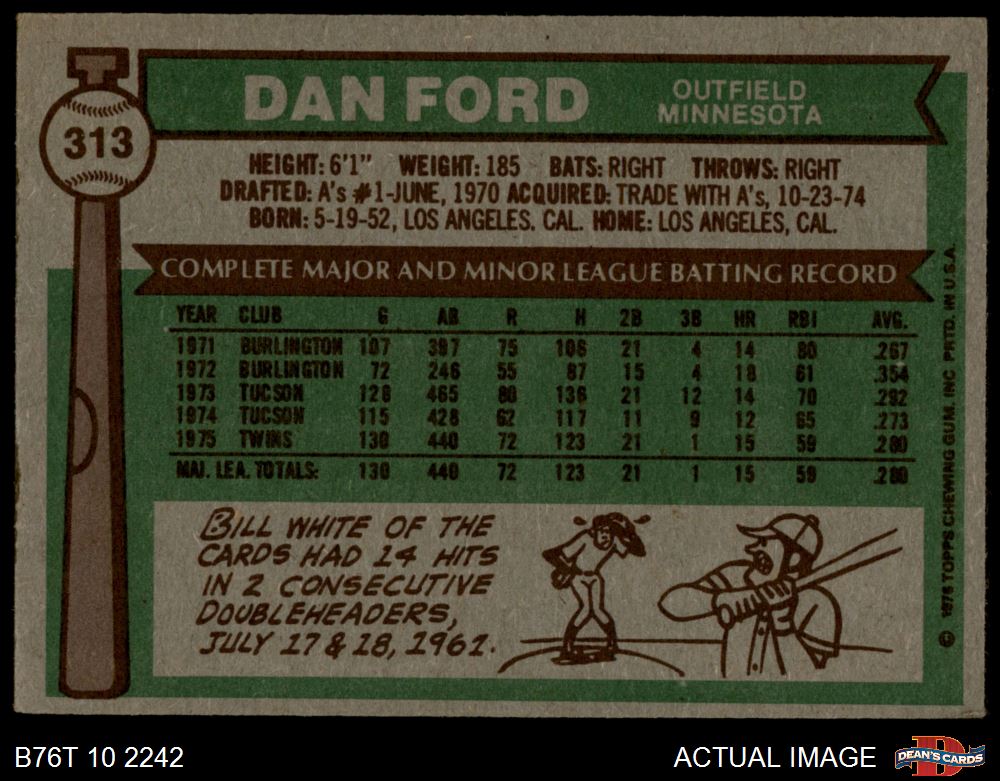 313
DAN FORD
OUTFIELD
MINNESOTA
HEIGHT: 6'1" WEIGHT: 185 BATS: RIGHT THROWS: RIGHT
DRAFTED: A's #1-JUNE, 1970 ACQUIRED: TRADE WITH A's, 10-23-74
BORN: 5-19-52, LOS ANGELES. CAL. HOME: LOS ANGELES, CAL.
COMPLETE MAJOR AND MINOR LEAGUE BATTING RECORD
YEAR CLUB G AB R H 2B 3B HR RBI AVG.
1971 BURLINGTON 107 397 75 106 21 4 14 80 .267
1972 BURLINGTON 72 246 55 87 15 4 18 61 .354
1973 TUCSON 126 465 80 136 21 12 14 70 .292
1974 TUCSON 115 428 62 117 11 9 12 65 .273
1975 TWINS 130 440 72 123 21 1 15 59 .280
MAJ. LEA. TOTALS: 130 440 72 123 21 1 15 59 .280
BILL WHITE OF THE
CARDS HAD 14 HITS
IN 2 CONSECUTIVE
DOUBLEHEADERS,
JULY 17 & 18, 1961.
© 1976 TOPPS CHEWING GUM, INC PRTD. IN U.S.A.
B76T 10 2242
ACTUAL IMAGE
D
DEAN'S CARDS